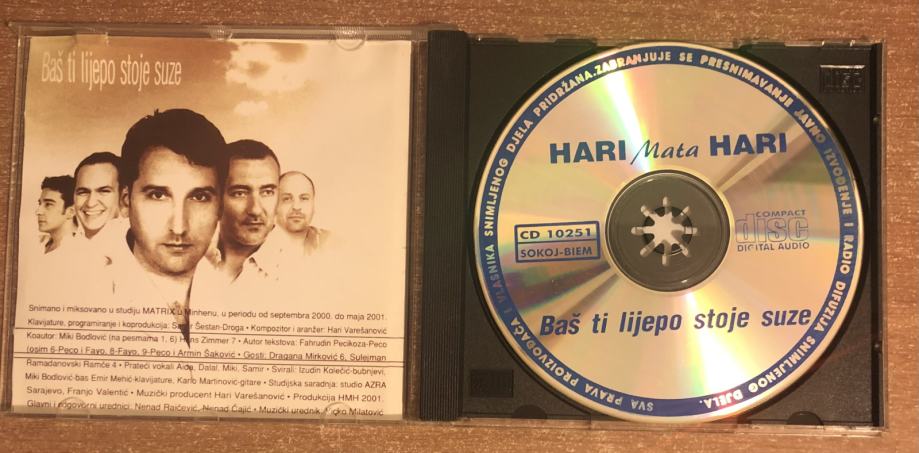 Baš ti lijepo stoje suze
Snimano i miksovano u studiju MATRIX u Minhenu, u periodu od septembra 2000. do maja 2001.
Klavijature, programiranje i koprodukcija: Samir Šestan-Droga • Kompozitor i aranžer: Hari Varešanović
Koautor: Miki Bodlović (na pesmama 1, 6) Hans Zimmer 7 • Autor tekstova: Fahrudin Pecikoza-Peco
(osim 6-Peco i Fayo, 8-Fayo, 9-Peco i Armin Šaković • Gosti: Dragana Mirković 6, Sulejman
Ramadanovski Ramče 4 • Prateći vokali Aida, Dalal, Miki, Samir • Svirali: Izudin Kolečić-bubnjevi,
Miki Bodlović-bas Emir Mehić-klavijature, Karlo Martinovic-gitare • Studijska saradnja: studio AZRA
Sarajevo, Franjo Valentić • Muzički producent Hari Varešanović • Produkcija HMH 2001.
Glavni i odgovorni urednici: Nenad Raičević, Nenad Čajić • Muzički urednik: Milatović
SVA PRAVA PROIZVOĐAČA I VLASNIKA SNIMLJENOG DJELA PRIDRŽANA. ZABRANJUJE SE PRESNIMAVANJE JAVNO IZVOĐENJE I RADIO DIFUZIJA SNIMLJENOG DJELA.
HARI Mata HARI
CD 10251
SOKOJ-BIEM
COMPACT
disc
DIGITAL AUDIO
Baš ti lijepo stoje suze